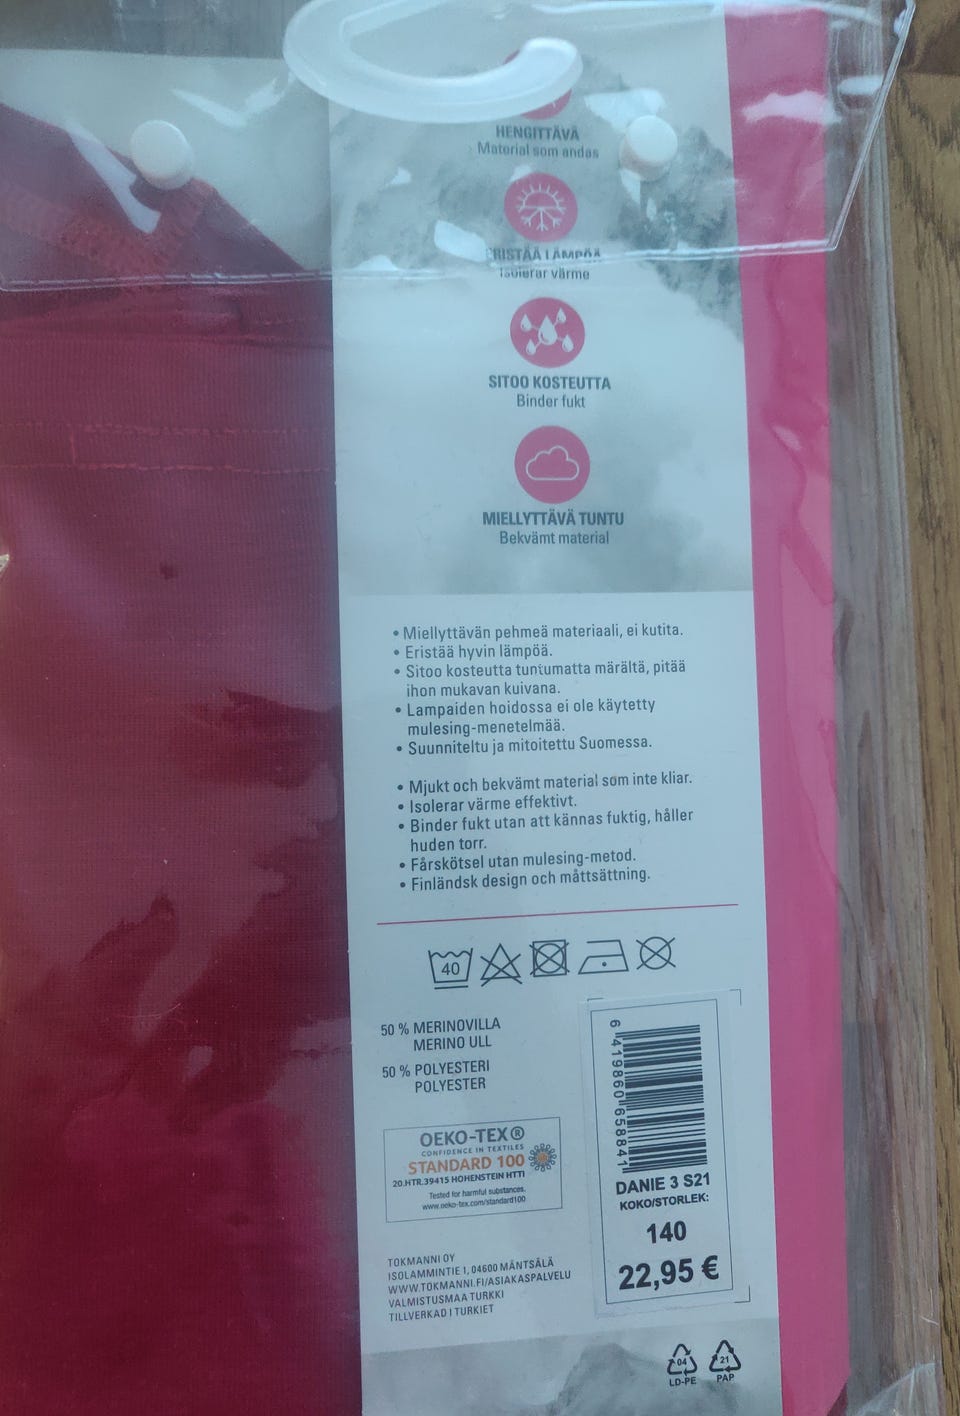 HENGITTÄVÄ
Material som andas
ERISTÄÄ LÄMPÖÄ
Isolerar värme
SITOO KOSTEUTTA
Binder fukt
MIELLYTTÄVÄ TUNTU
Bekvämt material
• Miellyttävän pehmeä materiaali, ei kutita.
• Eristää hyvin lämpöä.
• Sitoo kosteutta tuntumatta märältä, pitää
ihon mukavan kuivana.
• Lampaiden hoidossa ei ole käytetty
mulesing-menetelmää.
• Suunniteltu ja mitoitettu Suomessa.
• Mjukt och bekvämt material som inte kliar.
• Isolerar värme effektivt.
• Binder fukt utan att kännas fuktig, håller
huden torr.
• Fårskötsel utan mulesing-metod.
• Finländsk design och måttsättning.
40
50 % MERINOVILLA
MERINO ULL
50 % POLYESTERI
POLYESTER
OEKO-TEX®
CONFIDENCE IN TEXTILES
STANDARD 100
20.HTR.39415 HOHENSTEIN HTTI
Tested for harmful substances.
www.oeko-tex.com/standard100
TOKMANNI OY
ISOLAMMINTIE 1, 04600 MÄNTSÄLÄ
WWW.TOKMANNI.FI/ASIAKASPALVELU
VALMISTUSMAA TURKKI
TILLVERKAD I TURKIET
6 419860 658841
DANIE 3 S21
KOKO/STORLEK:
140
22,95 €
04
LD-PE
21
PAP